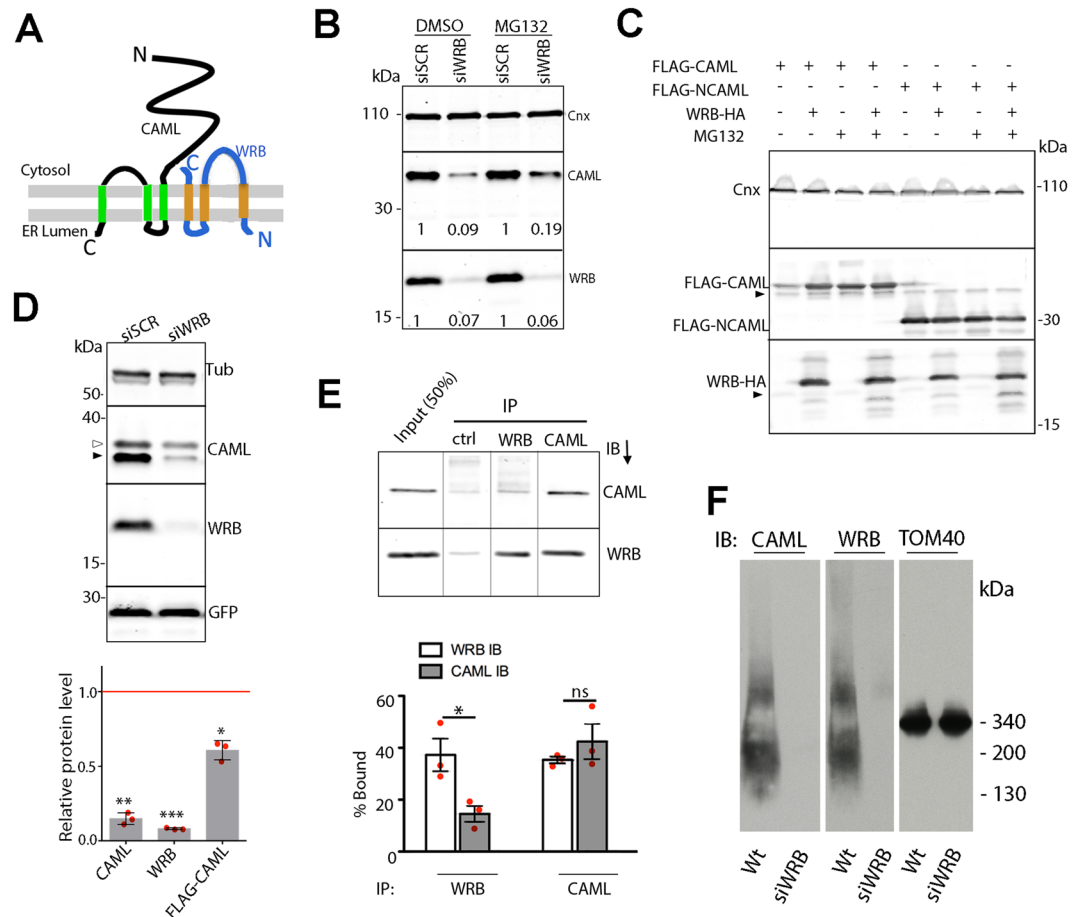 A
N
CAML
C
WRB
Cytosol
ER Lumen
C
N
B
DMSO MG132
siSCR siWRB siSCR siWRB
kDa
110 - Cnx
CAML
30 -
1 0.09 1 0.19
WRB
15 -
1 0.07 1 0.06
C
FLAG-CAML + + + + - - - -
FLAG-NCAML - - - - + + + +
WRB-HA - + - + - + - +
MG132 - - + + - - + +
kDa
Cnx -110
FLAG-CAML
FLAG-NCAML -30
WRB-HA
-15
D
siSCR siWRB
kDa
Tub
50-
40-
CAML
WRB
15-
30-
GFP
Relative protein level
1.0
0.5
0.0
** *** *
CAML WRB FLAG-CAML
E
Input (50%)
IP
ctrl WRB CAML IB
CAML
WRB
WRB IB
CAML IB
% Bound
60
40
20
0
* ns
IP: WRB CAML
F
IB: CAML WRB TOM40
kDa
- 340
- 200
- 130
Wt siWRB Wt siWRB Wt siWRB